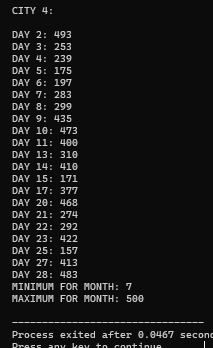 CITY 4:
DAY 2: 493
DAY 3: 253
DAY 4: 239
DAY 5: 175
DAY 6: 197
DAY 7: 283
DAY 8: 299
DAY 9: 435
DAY 10: 473
DAY 11: 400
DAY 13: 310
DAY 14: 410
DAY 15: 171
DAY 17: 377
DAY 20: 468
DAY 21: 274
DAY 22: 292
DAY 23: 422
DAY 25: 157
DAY 27: 413
DAY 28: 483
MINIMUM FOR MONTH: 7
MAXIMUM FOR MONTH: 500
--------------------------------
Process exited after 0.0467 second
Press any key to continue